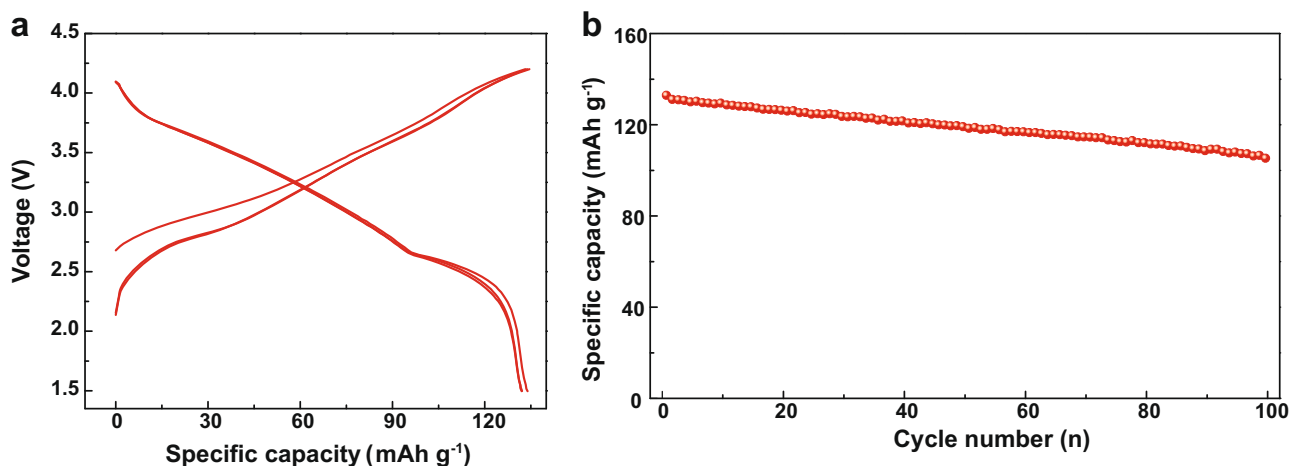 a
4.5
4.0
3.5
3.0
2.5
2.0
1.5
Voltage (V)
0 30 60 90 120
Specific capacity (mAh g⁻¹)
b
160
120
80
40
0
Specific capacity (mAh g⁻¹)
0 20 40 60 80 100
Cycle number (n)